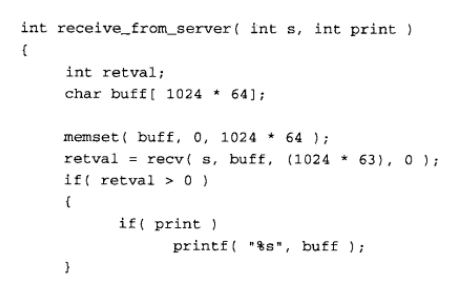 int receive_from_server( int s, int print )
{
int retval;
char buff[ 1024 * 64];
memset( buff, 0, 1024 * 64 );
retval = recv( s, buff, (1024 * 63), 0 );
if( retval > 0 )
{
if( print )
printf( "%s", buff );
}